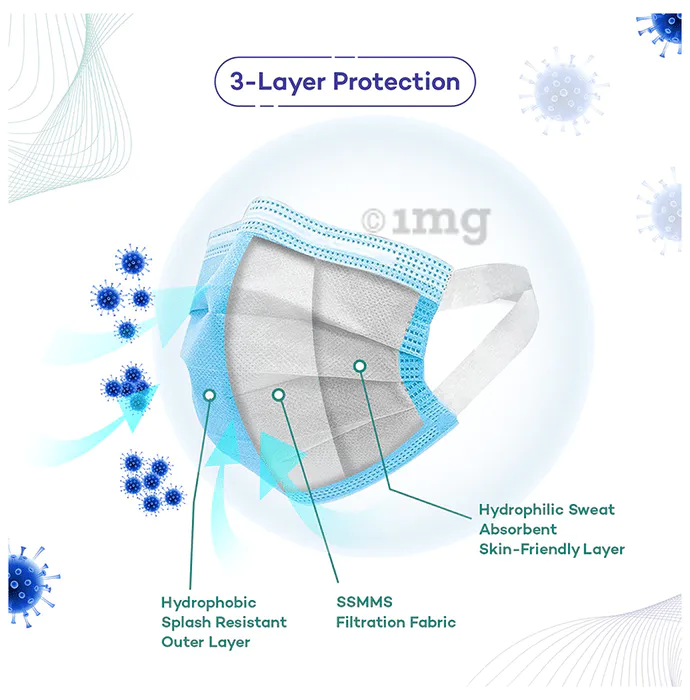 3-Layer Protection
© 1mg
Hydrophilic Sweat
Absorbent
Skin-Friendly Layer
Hydrophobic
Splash Resistant
Outer Layer
SSMMS
Filtration Fabric